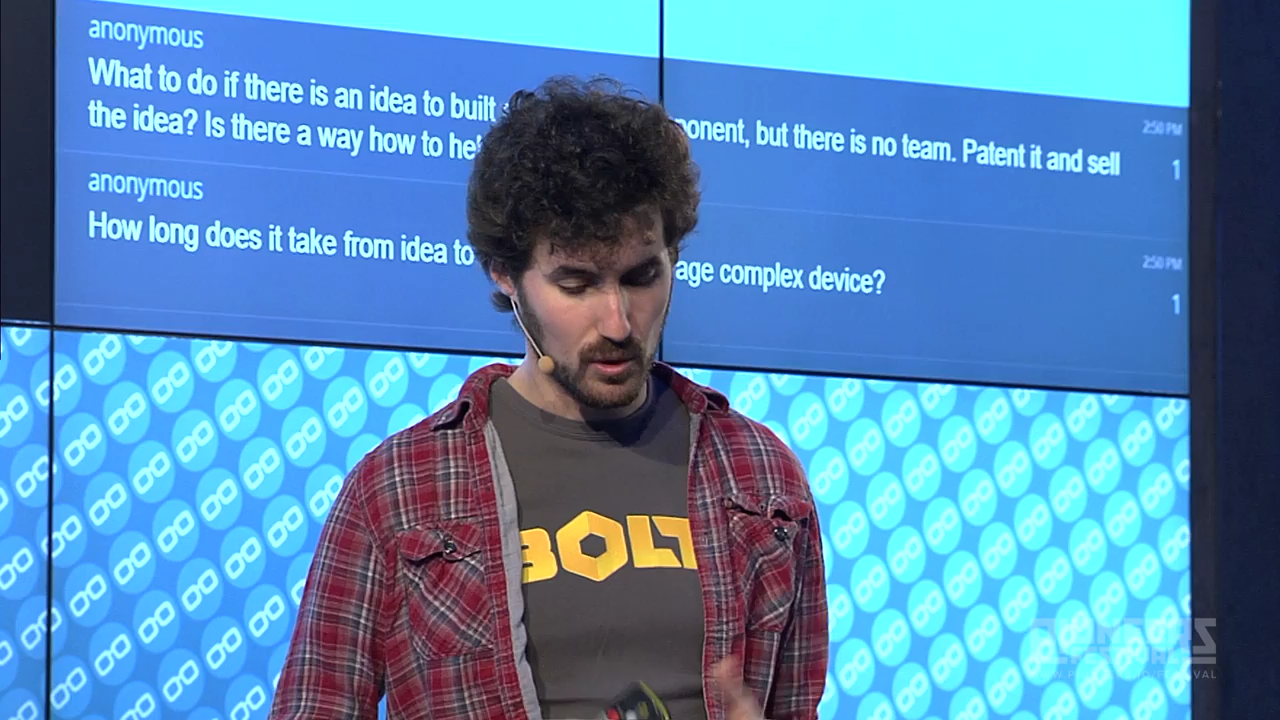 anonymous
What to do if there is an idea to built
ponent, but there is no team. Patent it and sell
2:50 PM
the idea? Is there a way how to hel
1
anonymous
How long does it take from idea to
age complex device?
2:50 PM
1
BOLT